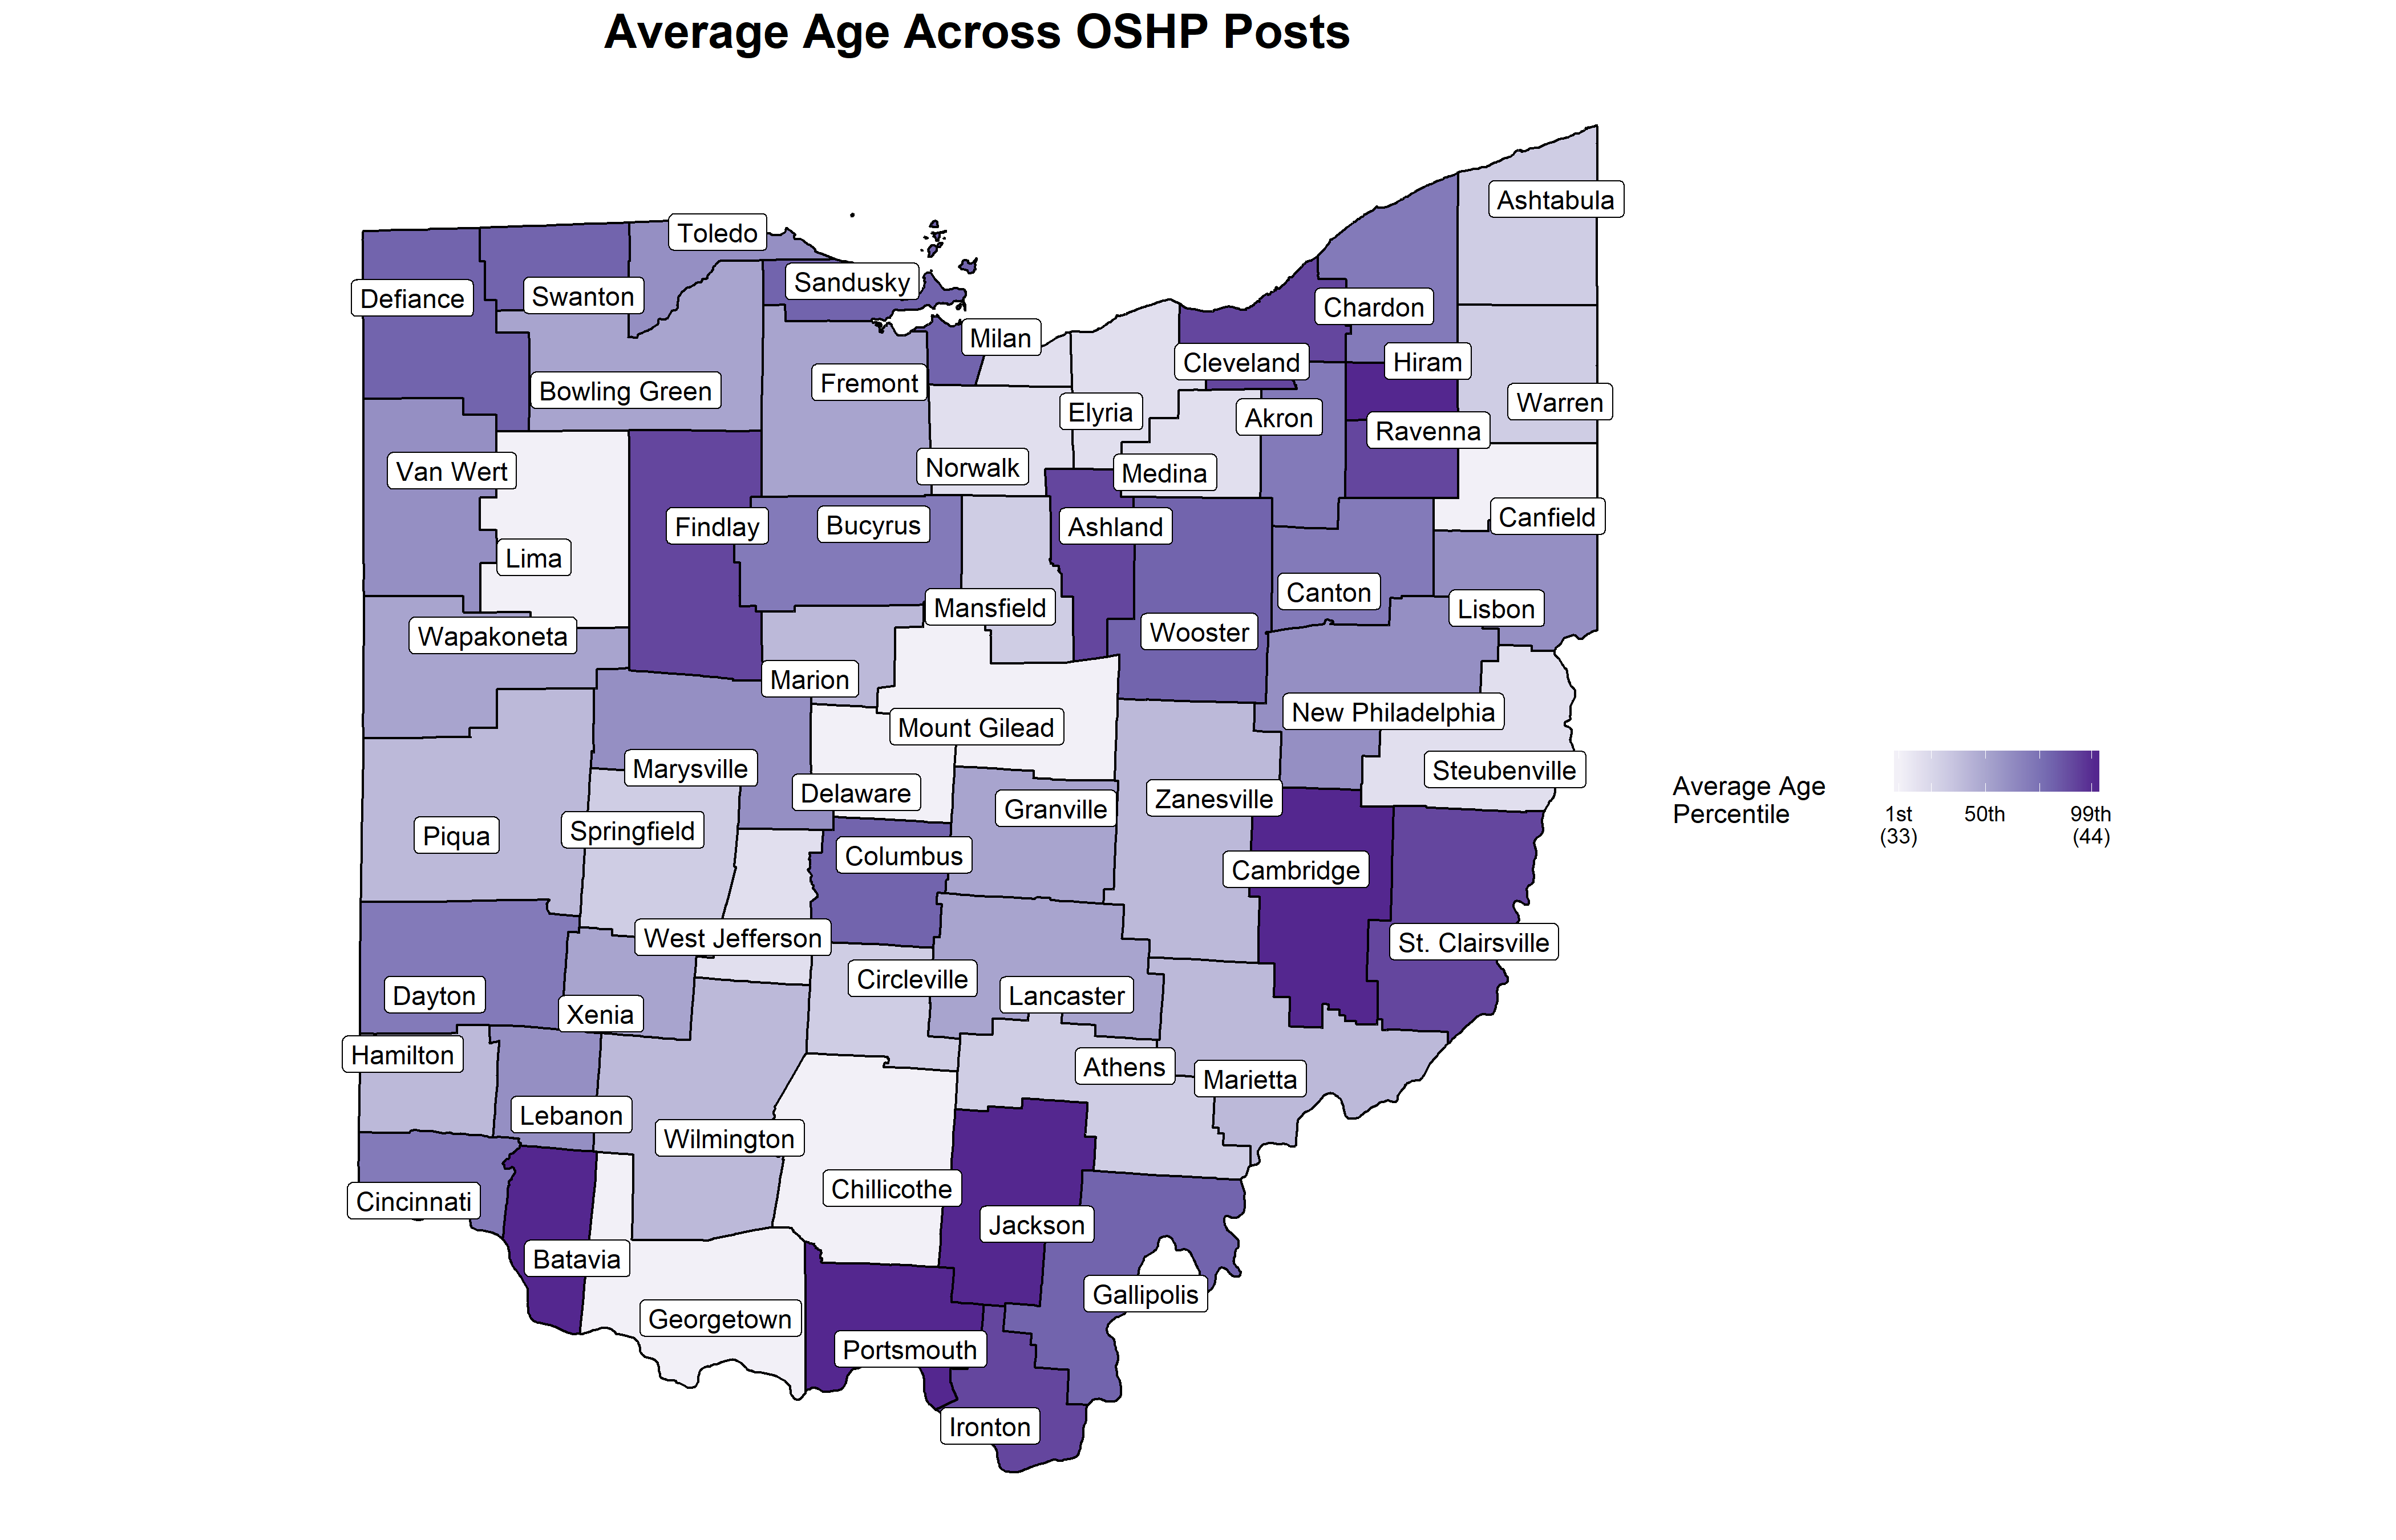 Average Age Across OSHP Posts
Ashtabula
Toledo
Sandusky
Defiance
Swanton
Chardon
Milan
Cleveland
Hiram
Fremont
Bowling Green
Warren
Elyria
Akron
Ravenna
Van Wert
Norwalk
Medina
Canfield
Findlay
Bucyrus
Ashland
Lima
Canton
Mansfield
Lisbon
Wapakoneta
Wooster
Marion
New Philadelphia
Mount Gilead
Marysville
Steubenville
Delaware
Zanesville
Granville
Piqua
Springfield
Columbus
Cambridge
West Jefferson
St. Clairsville
Circleville
Dayton
Lancaster
Xenia
Hamilton
Athens
Marietta
Lebanon
Wilmington
Chillicothe
Cincinnati
Jackson
Batavia
Gallipolis
Georgetown
Portsmouth
Ironton
Average Age
Percentile
1st
(33)
50th
99th
(44)